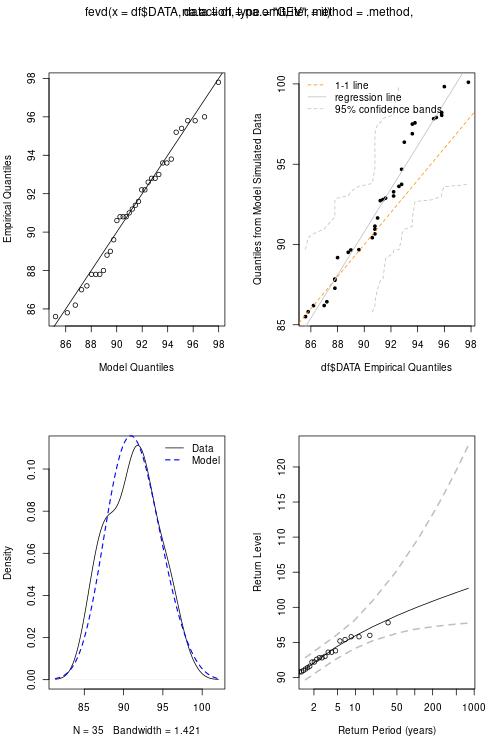 fevd(x = df$DATA,
86 88 90 92 94 96 98
86 88 90 92 94 96 98
Model Quantiles
Empirical Quantiles
1-1 line
regression line
95% confidence bands
85 90 95 100
86 88 90 92 94 96 98
df$DATA Empirical Quantiles
Quantiles from Model Simulated Data
Data
Model
0.00 0.02 0.04 0.06 0.08 0.10
85 90 95 100
N = 35 Bandwidth = 1.421
Density
90 95 100 105 110 115 120
2 5 10 50 200 1000
Return Period (years)
Return Level